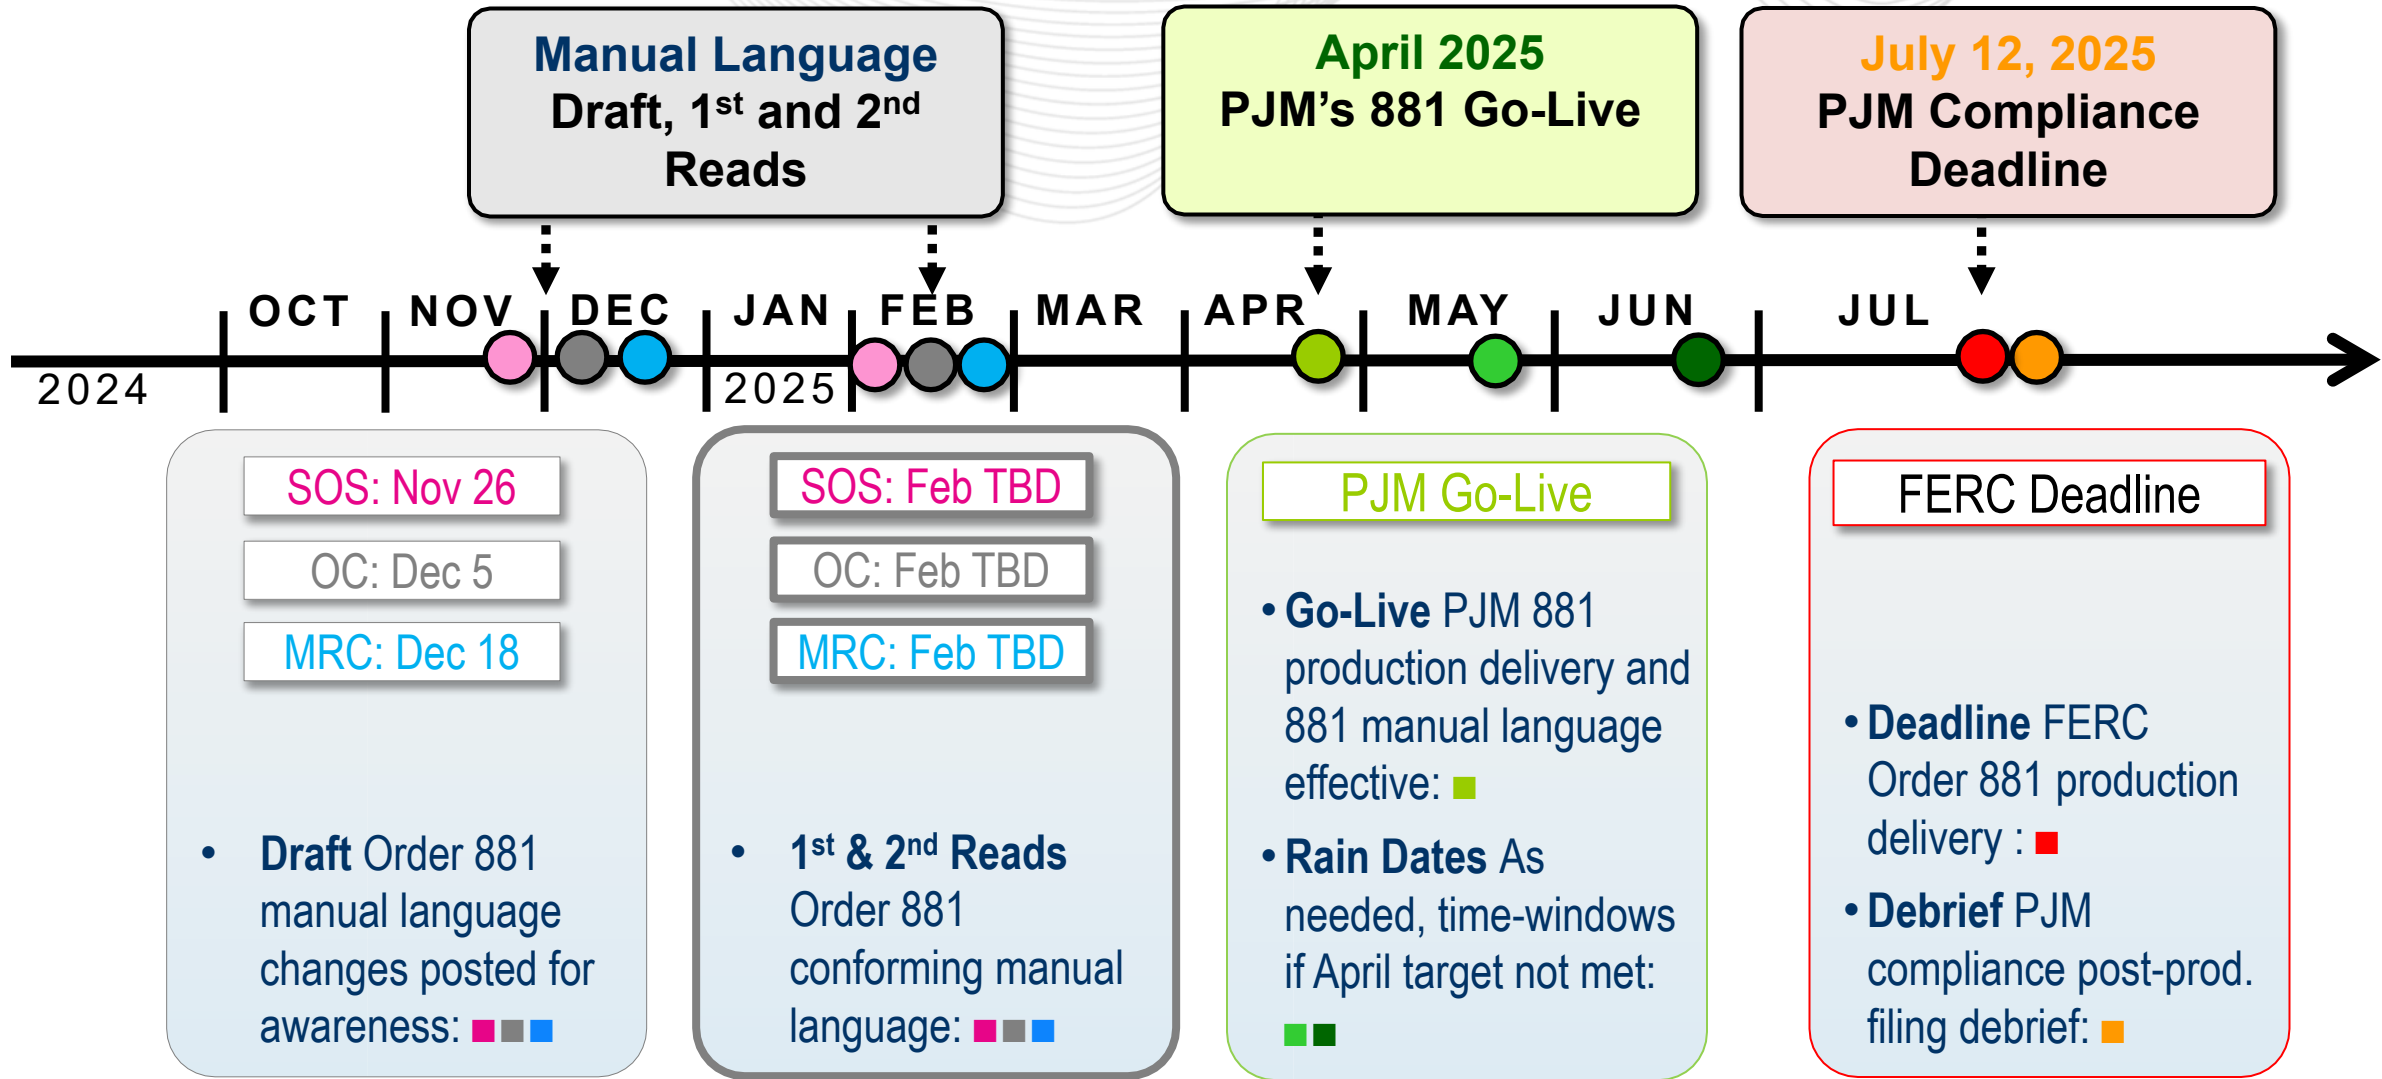 Manual Language
Draft, 1st and 2nd
Reads
April 2025
PJM's 881 Go-Live
July 12, 2025
PJM Compliance
Deadline
OCT
NOV
DEC
JAN
FEB
MAR
APR
MAY
JUN
JUL
2024
2025
SOS: Nov 26
OC: Dec 5
MRC: Dec 18
• Draft Order 881
manual language
changes posted for
awareness:
SOS: Feb TBD
OC: Feb TBD
MRC: Feb TBD
• 1st & 2nd Reads
Order 881
conforming manual
language:
PJM Go-Live
• Go-Live PJM 881
production delivery and
881 manual language
effective:
• Rain Dates As
needed, time-windows
if April target not met:
FERC Deadline
• Deadline FERC
Order 881 production
delivery :
• Debrief PJM
compliance post-prod.
filing debrief: